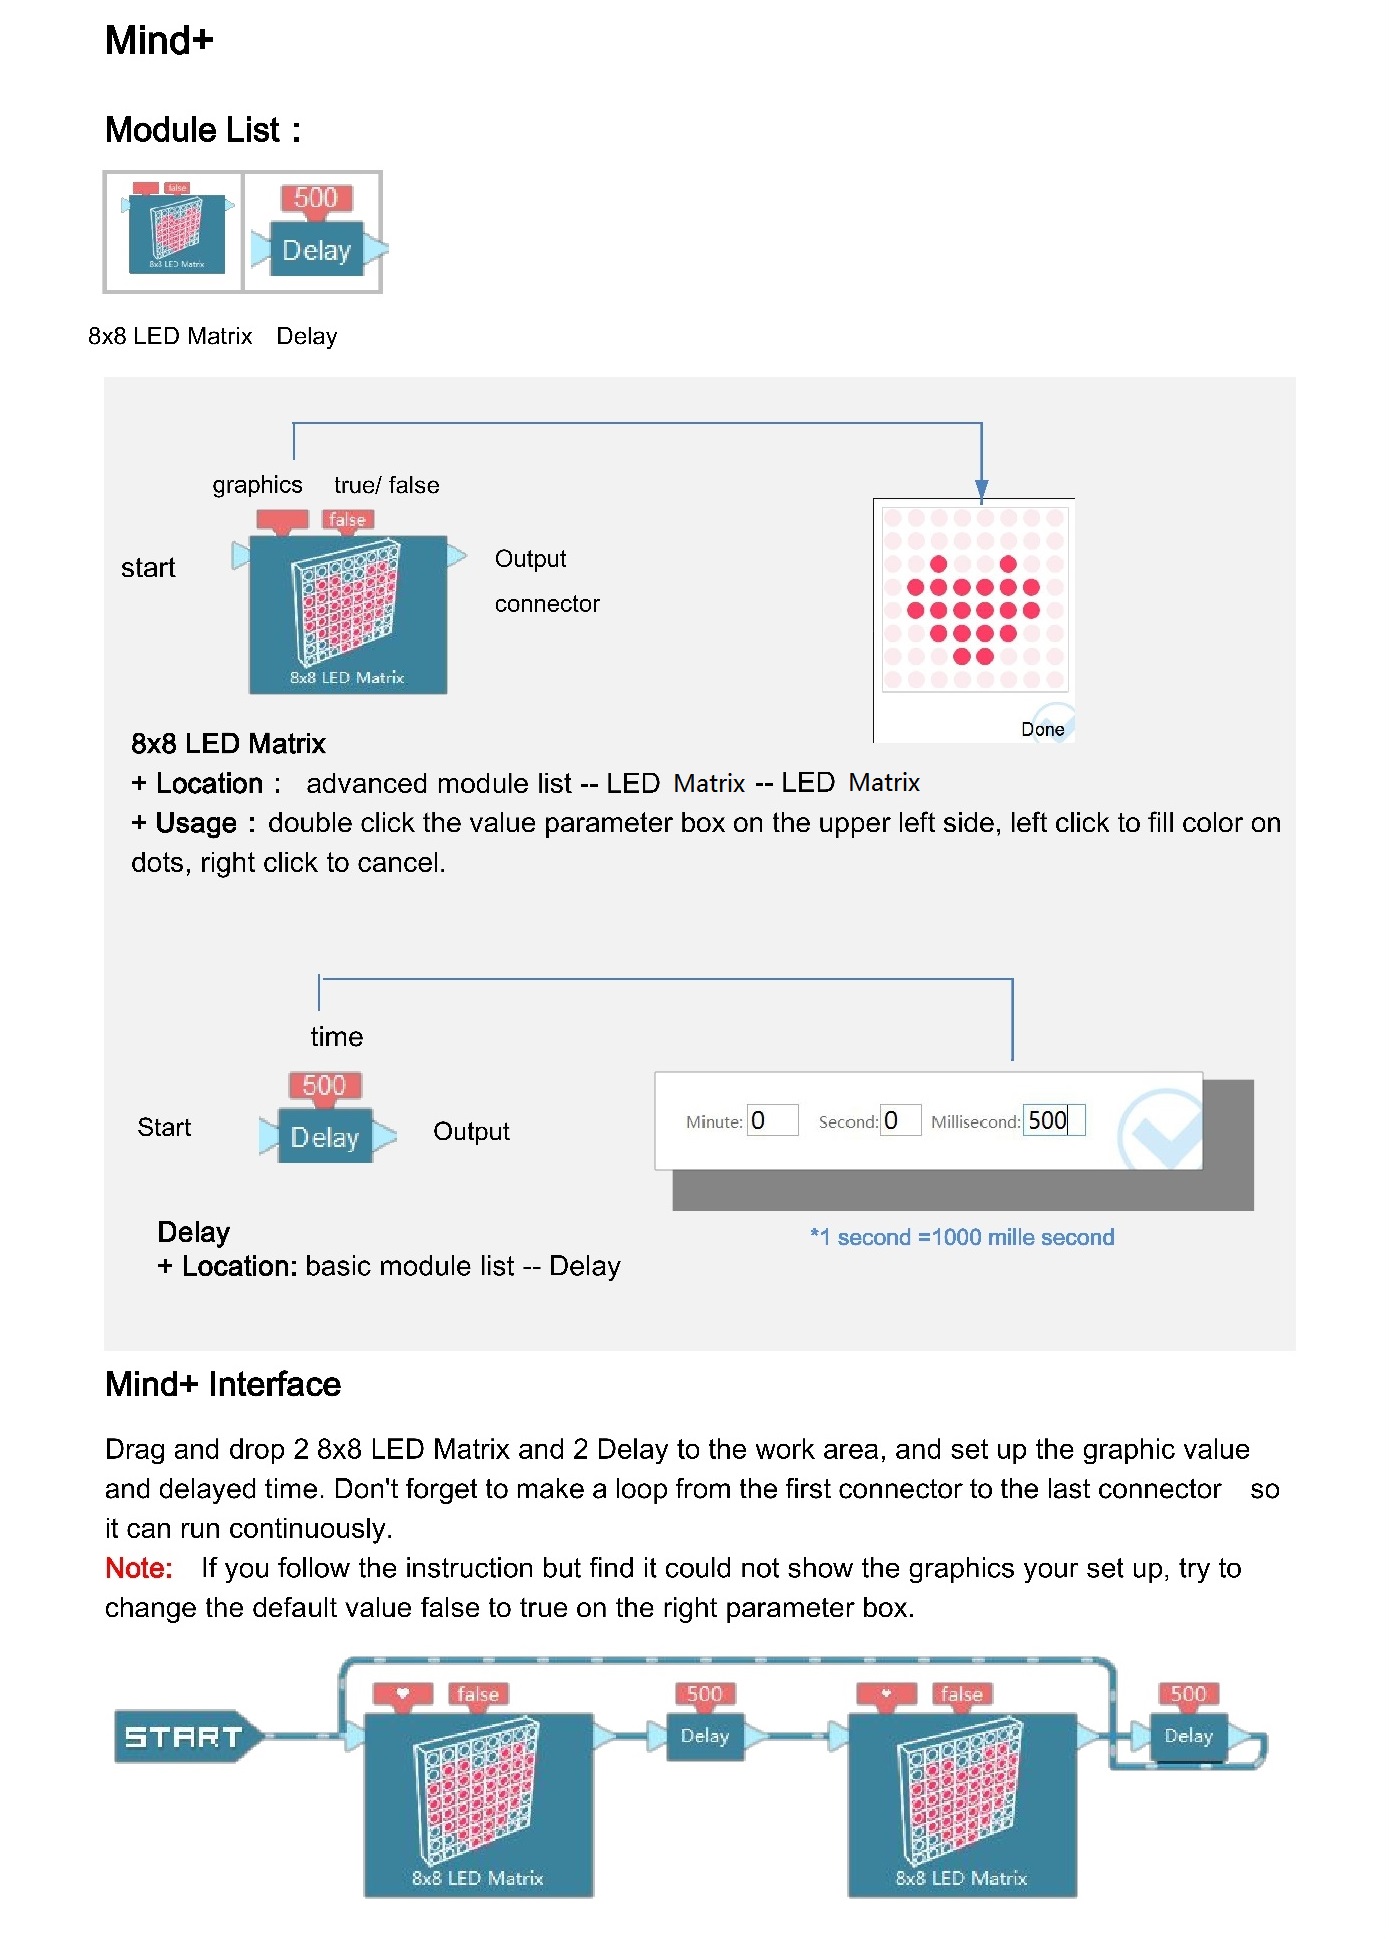 Mind+
Module List：
false
500
Delay
8x8 LED Matrix
8x8 LED Matrix Delay
graphics true/ false
false
start
Output
connector
8x8 LED Matrix
Done
8x8 LED Matrix
+ Location： advanced module list -- LED Matrix -- LED Matrix
+ Usage：double click the value parameter box on the upper left side, left click to fill color on
dots, right click to cancel.
time
500
Start
Delay
Output
Minute: 0 Second: 0 Millisecond: 500
*1 second =1000 mille second
Delay
+ Location: basic module list -- Delay
Mind+ Interface
Drag and drop 2 8x8 LED Matrix and 2 Delay to the work area, and set up the graphic value
and delayed time. Don't forget to make a loop from the first connector to the last connector so
it can run continuously.
Note: If you follow the instruction but find it could not show the graphics your set up, try to
change the default value false to true on the right parameter box.
false 500 false 500
START Delay Delay
8x8 LED Matrix 8x8 LED Matrix